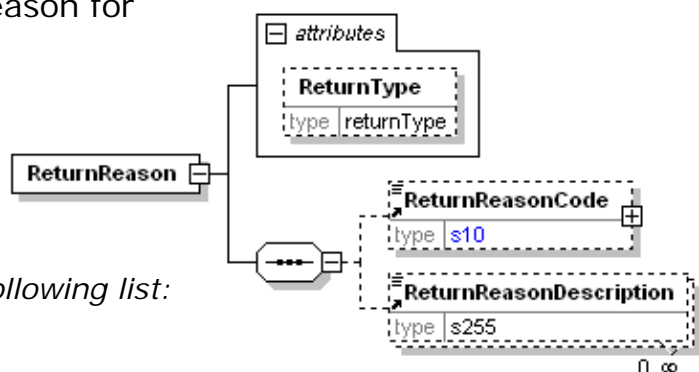 eason for
attributes
ReturnType
type returnType
ReturnReason
ReturnReasonCode
type s10
ollowing list:
ReturnReasonDescription
type s255
0..∞